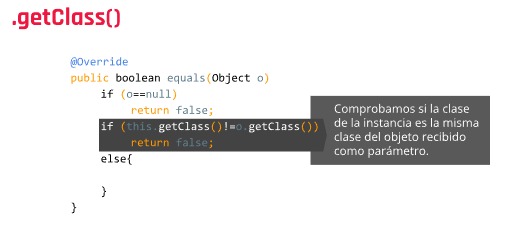 .getClass()
@Override
public boolean equals(Object o)
if (o==null)
return false;
if (this.getClass()!=o.getClass())
return false;
else{
}
}
Comprobamos si la clase
de la instancia es la misma
clase del objeto recibido
como parámetro.